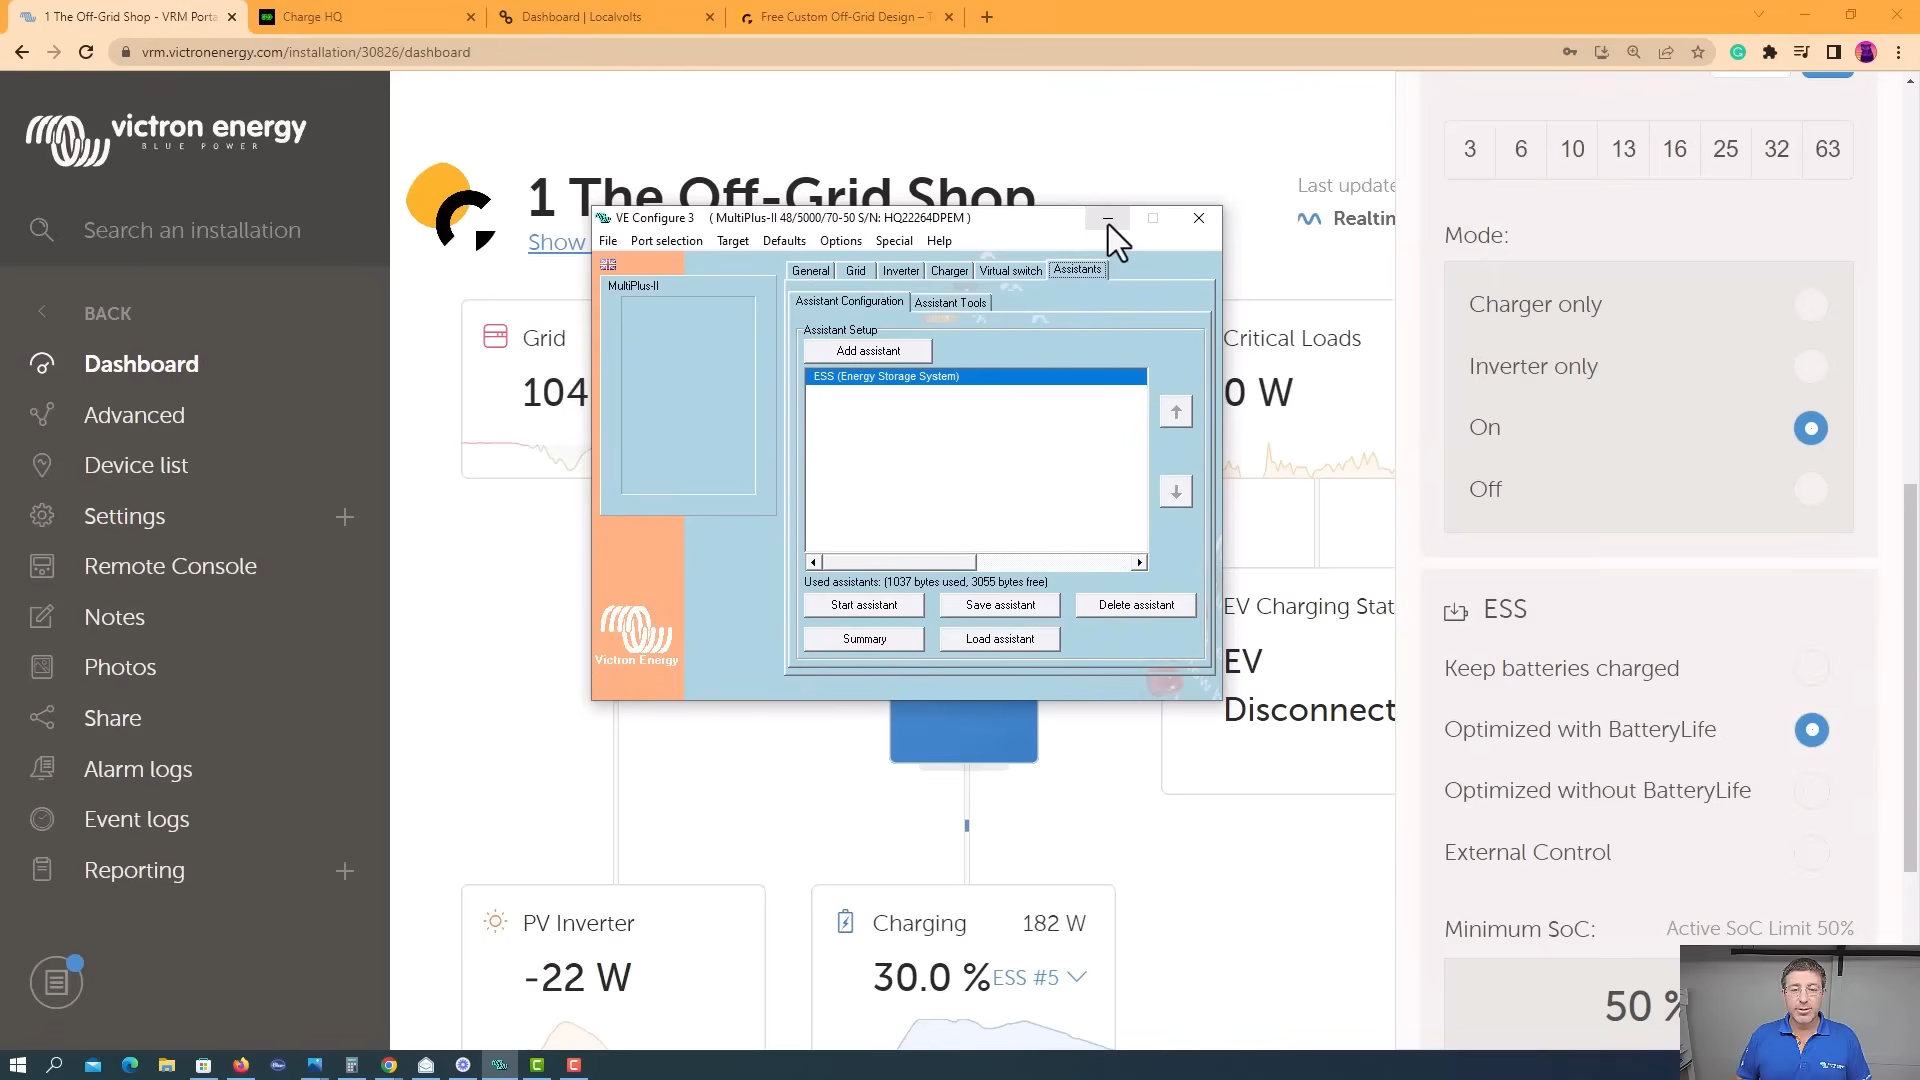 1 The Off-Grid Shop - VRM Porta
Charge HQ
Dashboard | Localvolts
Free Custom Off-Grid Design – T
vrm.victronenergy.com/installation/30826/dashboard
victron energy
BLUE POWER
Search an installation
BACK
Dashboard
Advanced
Device list
Settings
Remote Console
Notes
Photos
Share
Alarm logs
Event logs
Reporting
1 The Off-Grid Shop
Show
Last update
Realtin
Grid
104
Critical Loads
0 W
EV Charging Stat
EV
Disconnect
PV Inverter
-22 W
Charging 182 W
30.0 % ESS #5
VE Configure 3 ( MultiPlus-II 48/5000/70-50 S/N: HQ22264DPEM )
File Port selection Target Defaults Options Special Help
MultiPlus-II
General Grid Inverter Charger Virtual switch Assistants
Assistant Configuration Assistant Tools
Assistant Setup
Add assistant
ESS (Energy Storage System)
Used assistants: (1037 bytes used, 3055 bytes free)
Start assistant Save assistant Delete assistant
Summary Load assistant
Victron Energy
3 6 10 13 16 25 32 63
Mode:
Charger only
Inverter only
On
Off
ESS
Keep batteries charged
Optimized with BatteryLife
Optimized without BatteryLife
External Control
Minimum SoC: Active SoC Limit 50%
50 %